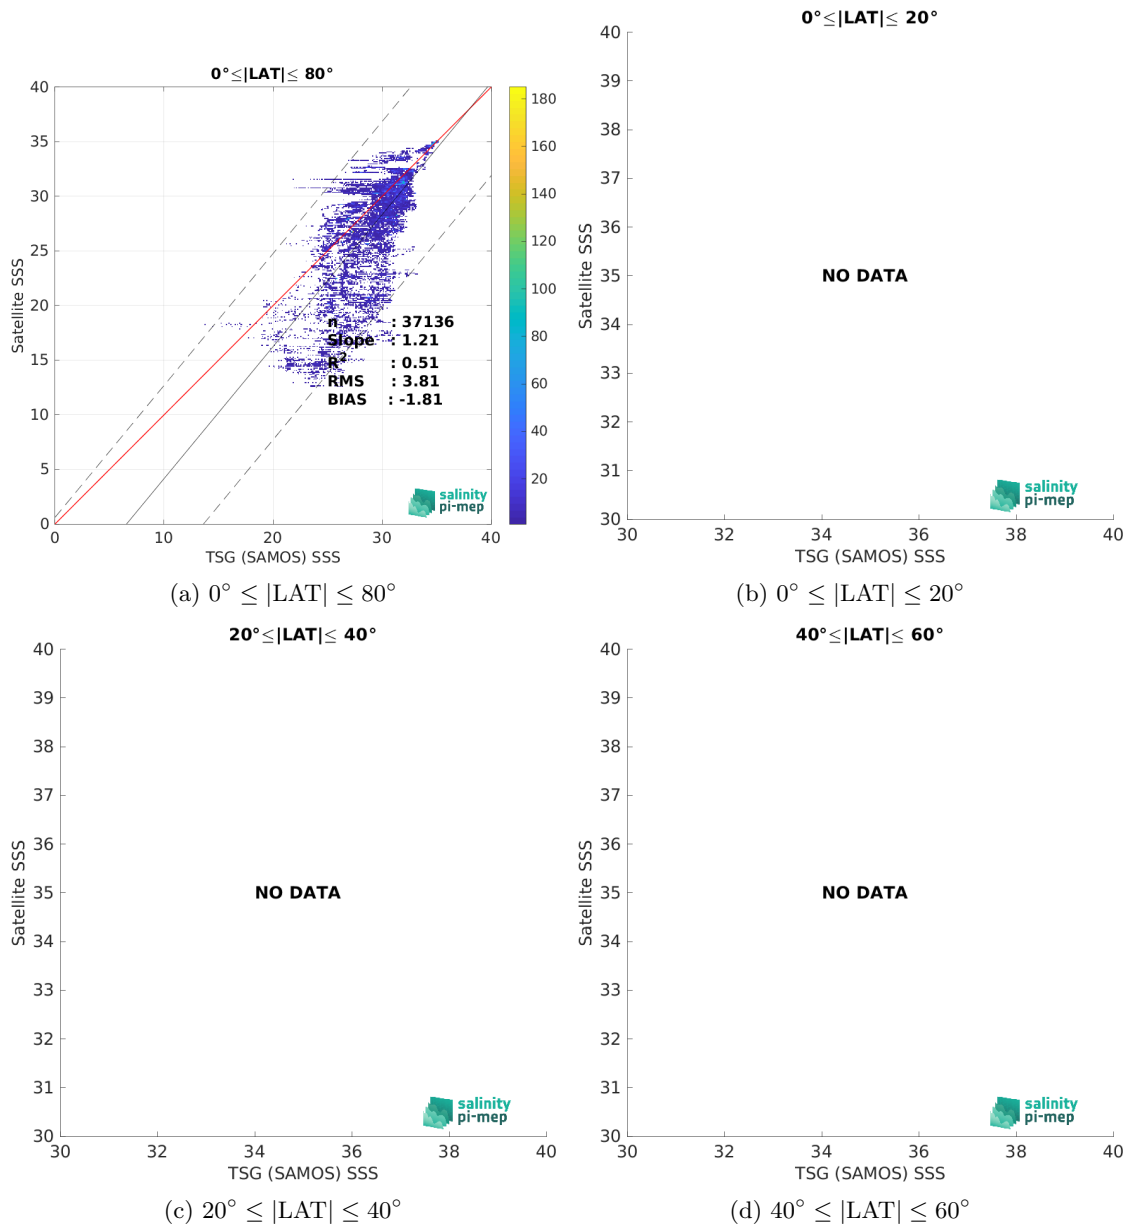 0°≤|LAT|≤ 80°
40
35
30
25
20
15
10
5
0
Satellite SSS
0
10
20
30
40
TSG (SAMOS) SSS
180
160
140
120
100
80
60
40
20
n : 37136
Slope : 1.21
R2 : 0.51
RMS : 3.81
BIAS : -1.81
salinity
pi-mep
(a) 0° ≤ |LAT| ≤ 80°
0°≤|LAT|≤ 20°
40
39
38
37
36
35
34
33
32
31
30
Satellite SSS
NO DATA
30
32
34
36
38
40
TSG (SAMOS) SSS
salinity
pi-mep
(b) 0° ≤ |LAT| ≤ 20°
20°≤|LAT|≤ 40°
40
39
38
37
36
35
34
33
32
31
30
Satellite SSS
NO DATA
30
32
34
36
38
40
TSG (SAMOS) SSS
salinity
pi-mep
(c) 20° ≤ |LAT| ≤ 40°
40°≤|LAT|≤ 60°
40
39
38
37
36
35
34
33
32
31
30
Satellite SSS
NO DATA
30
32
34
36
38
40
TSG (SAMOS) SSS
salinity
pi-mep
(d) 40° ≤ |LAT| ≤ 60°